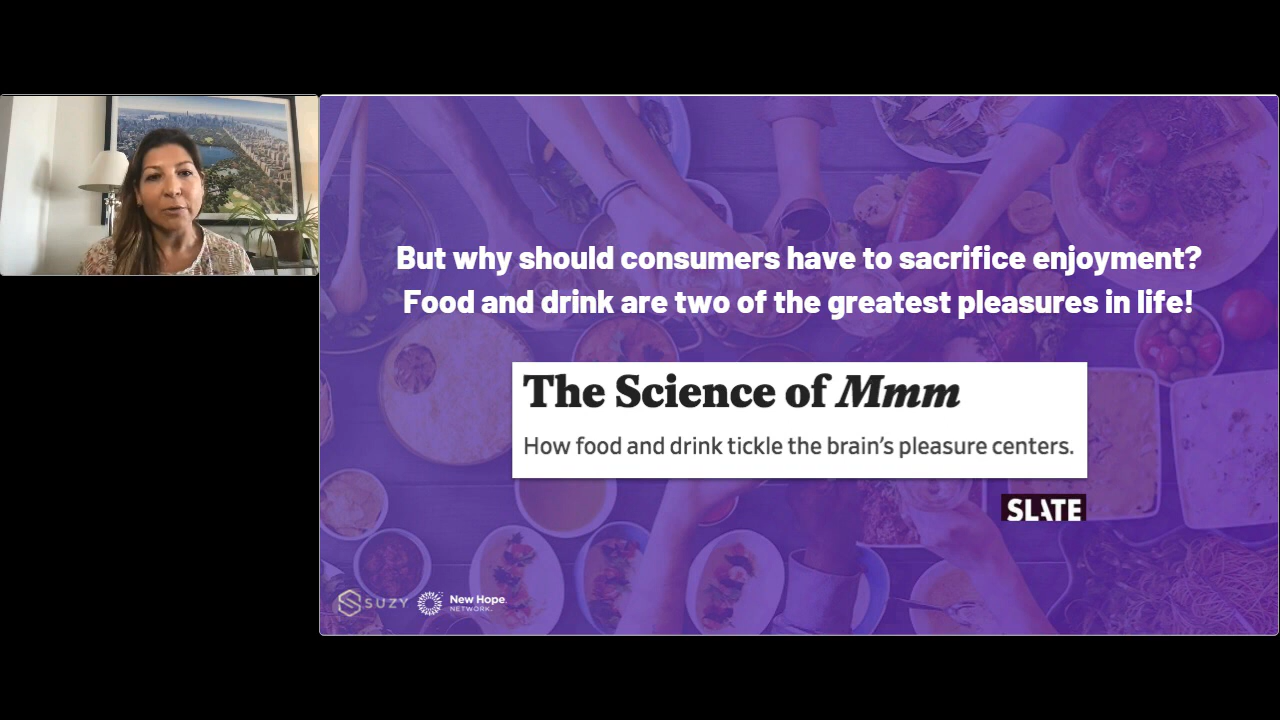 But why should consumers have to sacrifice enjoyment?
Food and drink are two of the greatest pleasures in life!
The Science of Mmm
How food and drink tickle the brain’s pleasure centers.
SLATE
SUZY
New Hope
NETWORK